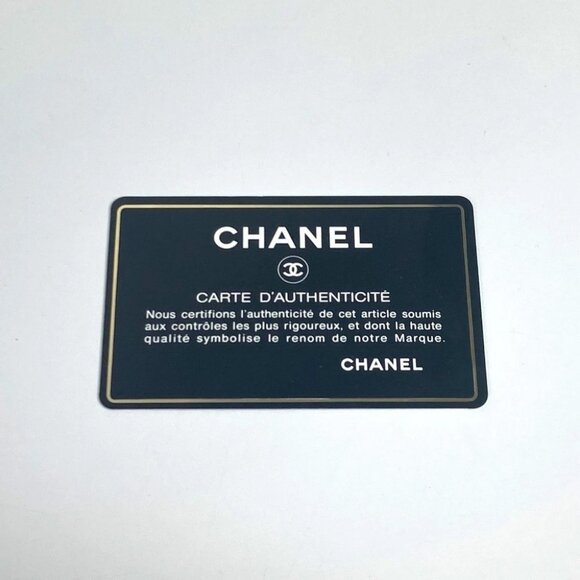 CHANEL
CARTE D'AUTHENTICITÉ
Nous certifions l'authenticité de cet article soumis
aux contrôles les plus rigoureux, et dont la haute
qualité symbolise le renom de notre Marque.
CHANEL